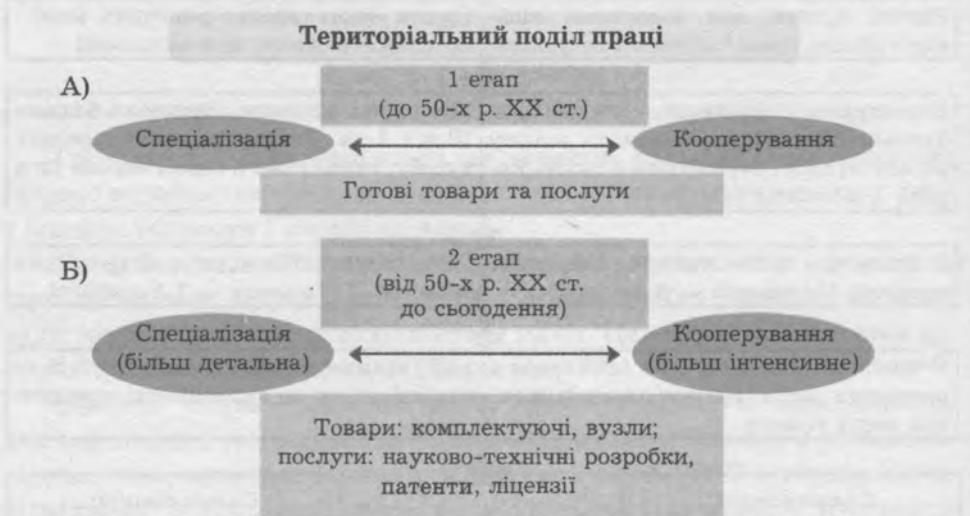 Територіальний поділ праці
А)
1 етап
(до 50-х р. XX ст.)
Спеціалізація
Кооперування
Готові товари та послуги
Б)
2 етап
(від 50-х р. XX ст.
до сьогодення)
Спеціалізація
(більш детальна)
Кооперування
(більш інтенсивне)
Товари: комплектуючі, вузли;
послуги: науково-технічні розробки,
патенти, ліцензії